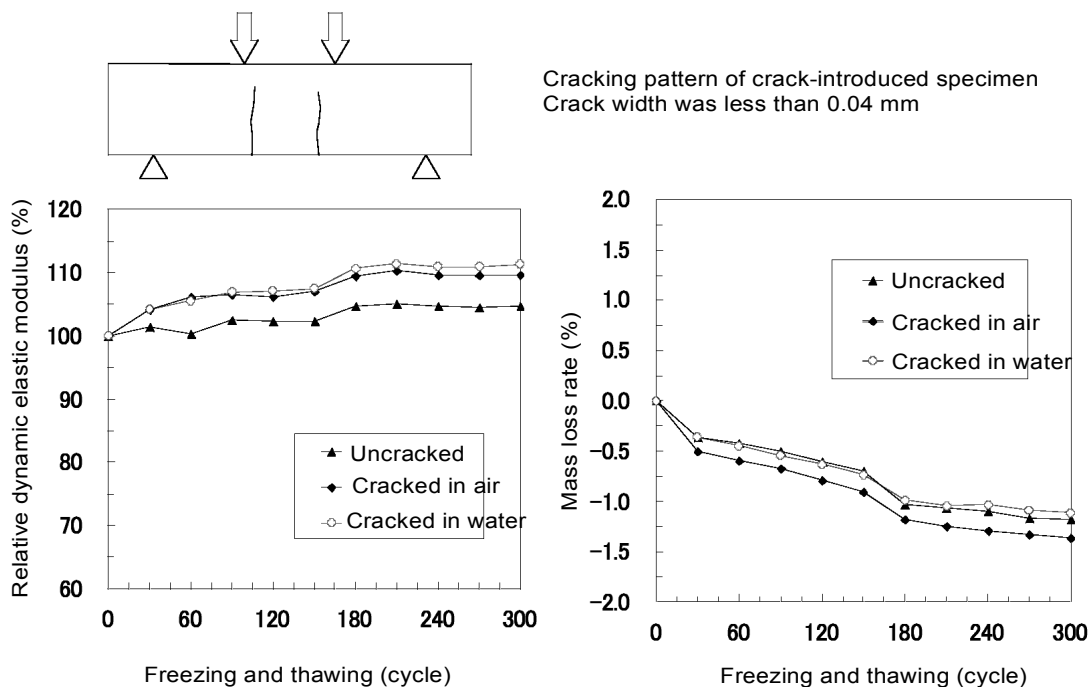 Cracking pattern of crack-introduced specimen
Crack width was less than 0.04 mm
Relative dynamic elastic modulus (%)
120
110
100
90
80
70
60
Uncracked
Cracked in air
Cracked in water
0 60 120 180 240 300
Freezing and thawing (cycle)
Mass loss rate (%)
2.0
1.5
1.0
0.5
0.0
−0.5
−1.0
−1.5
−2.0
Uncracked
Cracked in air
Cracked in water
0 60 120 180 240 300
Freezing and thawing (cycle)